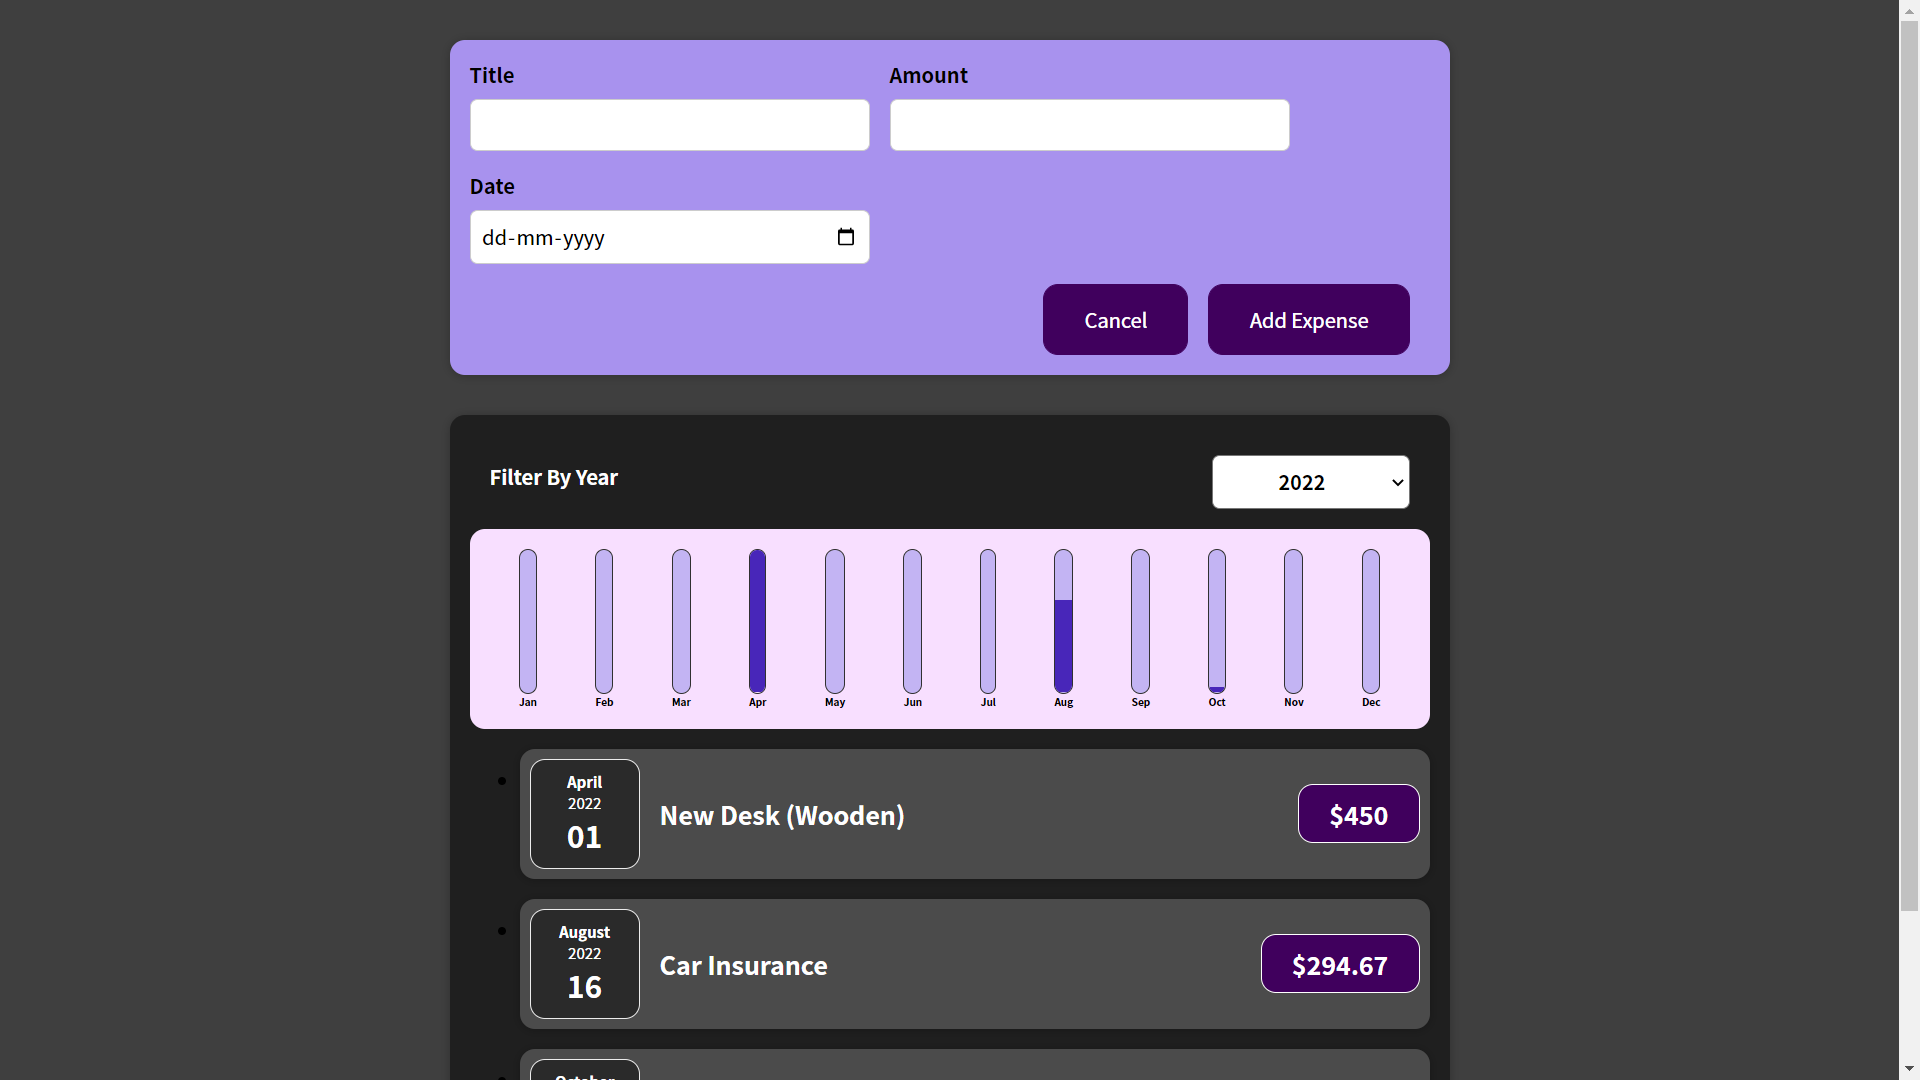 Title
Amount
Date
dd-mm-yyyy
Cancel
Add Expense
Filter By Year
2022
Jan Feb Mar Apr May Jun Jul Aug Sep Oct Nov Dec
April
2022
01
New Desk (Wooden)
$450
August
2022
16
Car Insurance
$294.67
October